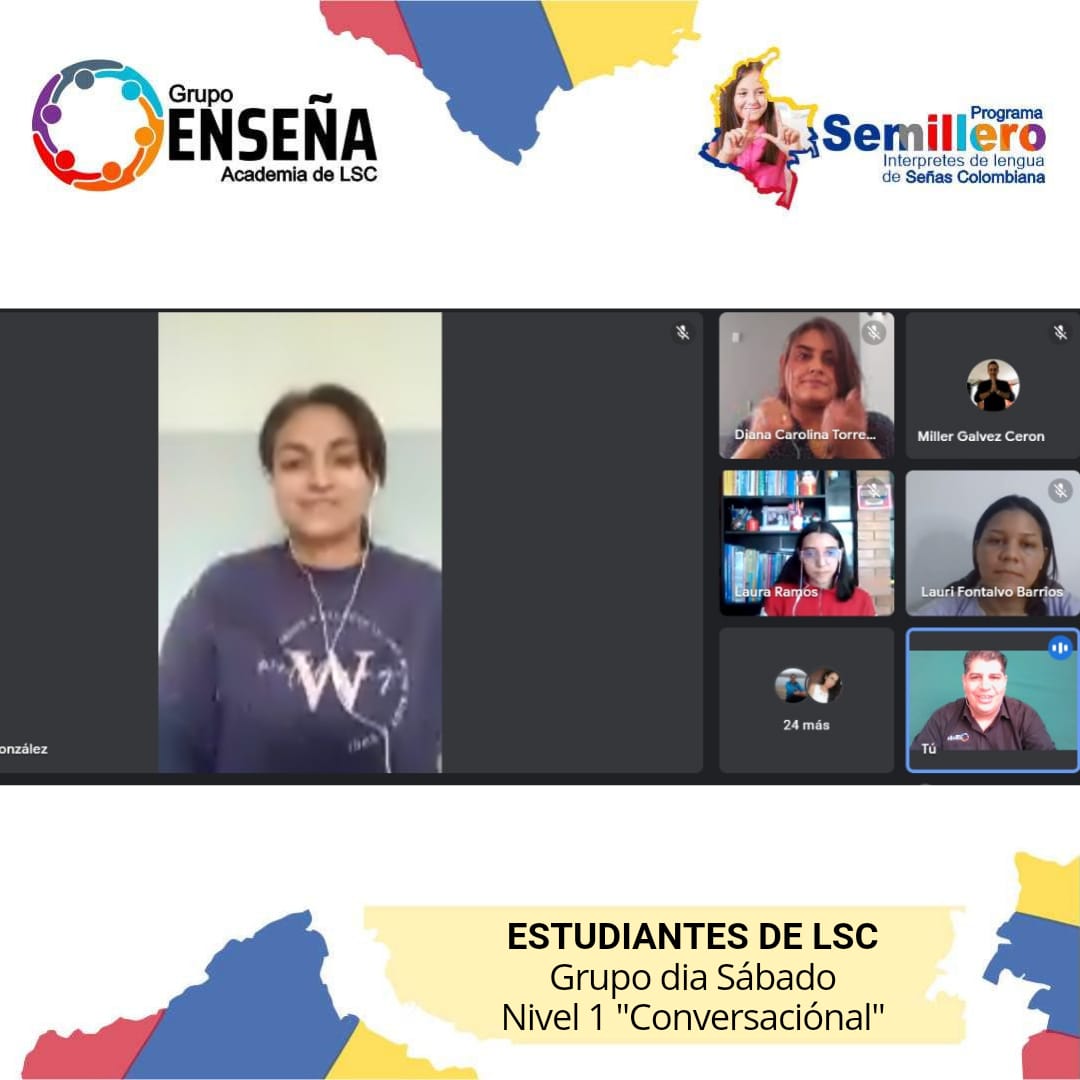 Grupo
ENSEÑA
Academia de LSC
Programa
Semillero
Interpretes de lengua
de Señas Colombiana
Diana Carolina Torre...
Miller Galvez Ceron
Laura Ramos
Lauri Fontalvo Barrios
onzález
24 más
Tú
W
ESTUDIANTES DE LSC
Grupo dia Sábado
Nivel 1 "Conversaciónal"